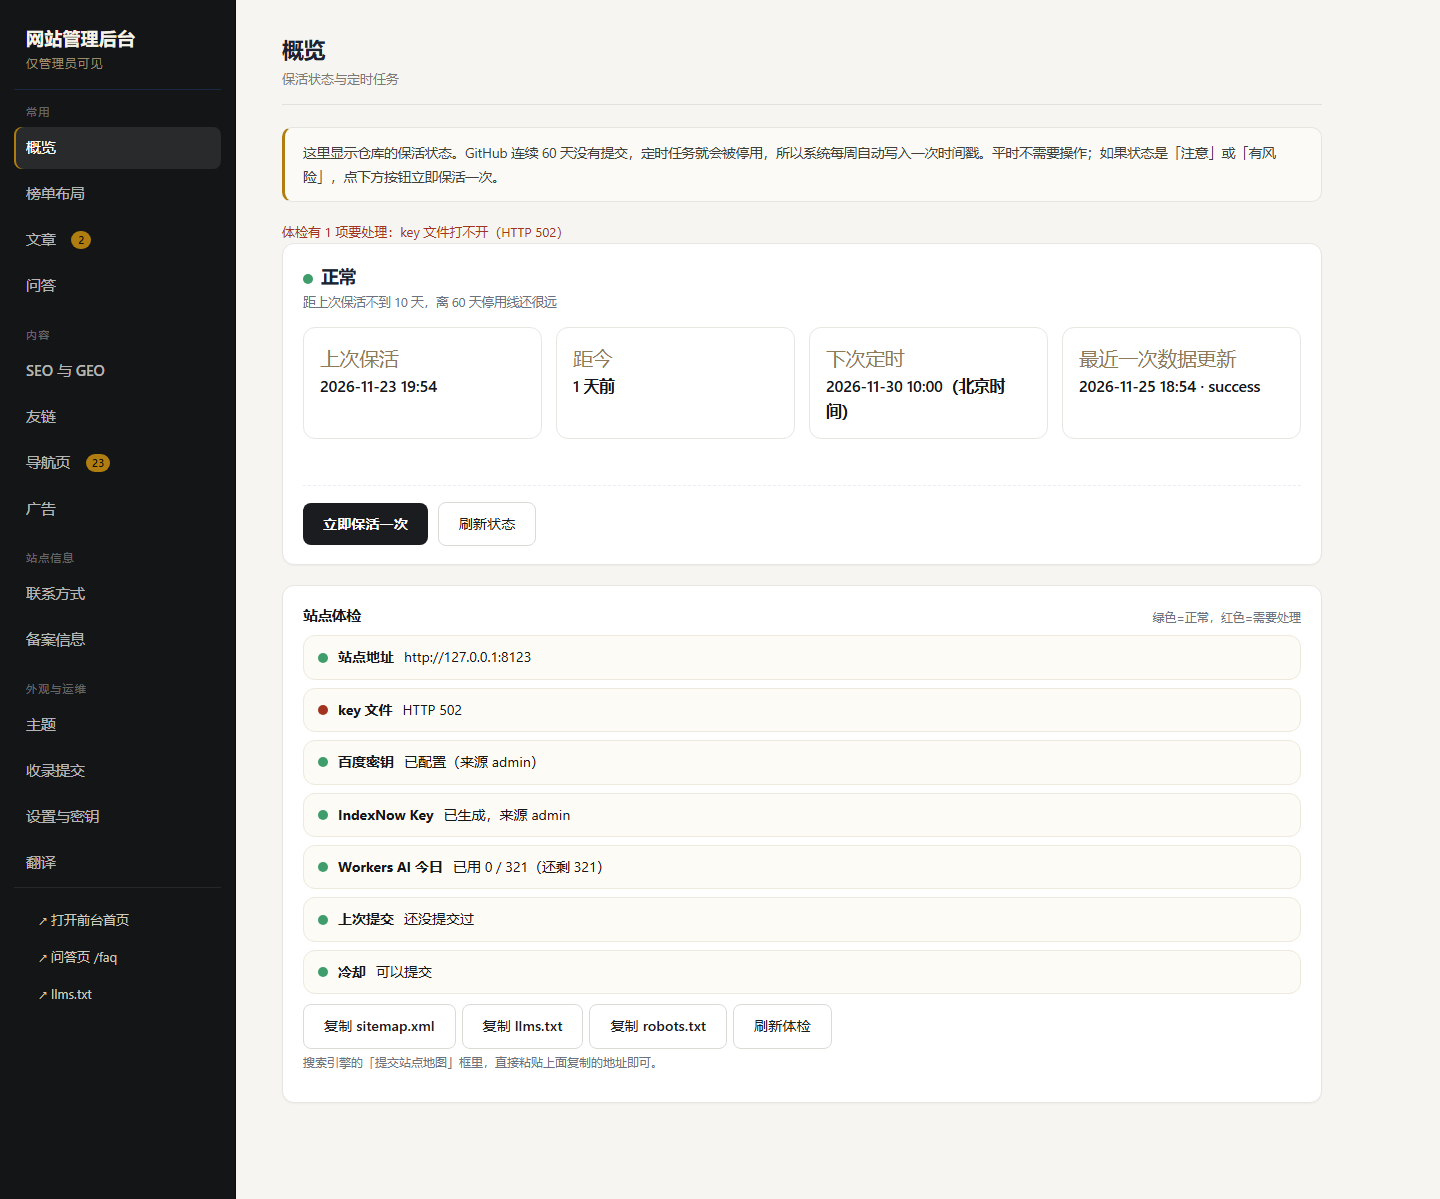 网站管理后台
仅管理员可见
常用
概览
榜单布局
文章 2
问答
内容
SEO 与 GEO
友链
导航页 23
广告
站点信息
联系方式
备案信息
外观与运维
主题
收录提交
设置与密钥
翻译
↗ 打开前台首页
↗ 问答页 /faq
↗ llms.txt
概览
保活状态与定时任务
这里显示仓库的保活状态。GitHub 连续 60 天没有提交，定时任务就会被停用，所以系统每周自动写入一次时间戳。平时不需要操作；如果状态是「注意」或「有风
险」，点下方按钮立即保活一次。
体检有 1 项要处理：key 文件打不开（HTTP 502）
正常
距上次保活不到 10 天，离 60 天停用线还很远
上次保活
2026-11-23 19:54
距今
1 天前
下次定时
2026-11-30 10:00（北京时
间）
最近一次数据更新
2026-11-25 18:54 · success
立即保活一次
刷新状态
站点体检
绿色=正常，红色=需要处理
站点地址 http://127.0.0.1:8123
key 文件 HTTP 502
百度密钥 已配置（来源 admin）
IndexNow Key 已生成，来源 admin
Workers AI 今日 已用 0 / 321（还剩 321）
上次提交 还没提交过
冷却 可以提交
复制 sitemap.xml
复制 llms.txt
复制 robots.txt
刷新体检
搜索引擎的「提交站点地图」框里，直接粘贴上面复制的地址即可。